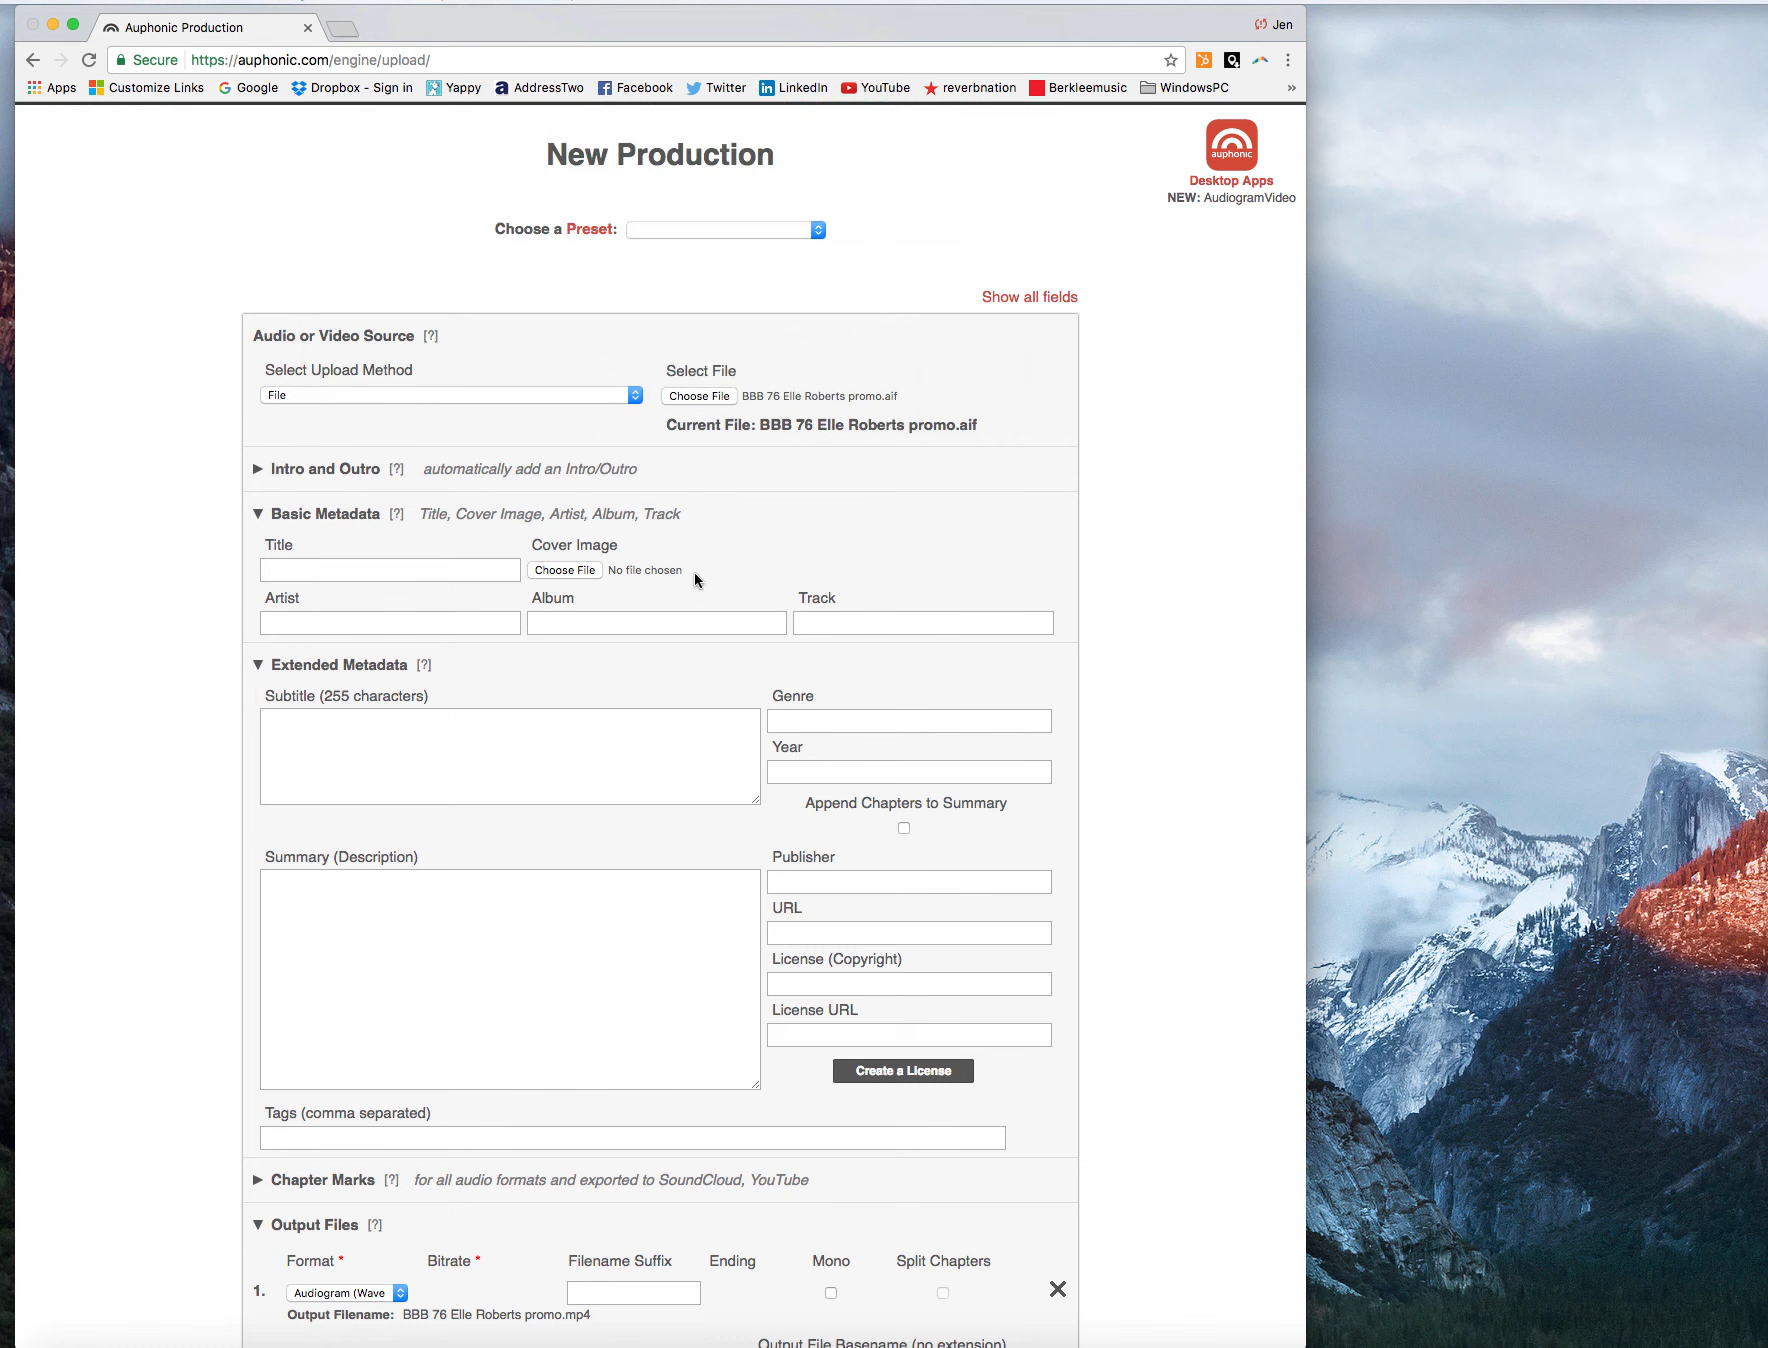 Auphonic Production
Jen
Secure https://auphonic.com/engine/upload/
Apps Customize Links Google Dropbox - Sign in Yappy AddressTwo Facebook Twitter LinkedIn YouTube reverbnation Berkleemusic WindowsPC »
New Production
auphonic
Desktop Apps
NEW: AudiogramVideo
Choose a Preset:
Show all fields
Audio or Video Source [?]
Select Upload Method Select File
File Choose File BBB 76 Elle Roberts promo.aif
Current File: BBB 76 Elle Roberts promo.aif
Intro and Outro [?] automatically add an Intro/Outro
Basic Metadata [?] Title, Cover Image, Artist, Album, Track
Title Cover Image
Choose File No file chosen
Artist Album Track
Extended Metadata [?]
Subtitle (255 characters) Genre
Year
Append Chapters to Summary
Summary (Description) Publisher
URL
License (Copyright)
License URL
Create a License
Tags (comma separated)
Chapter Marks [?] for all audio formats and exported to SoundCloud, YouTube
Output Files [?]
Format * Bitrate * Filename Suffix Ending Mono Split Chapters
1. Audiogram (Wave
Output Filename: BBB 76 Elle Roberts promo.mp4
Output File Basename (no extension)